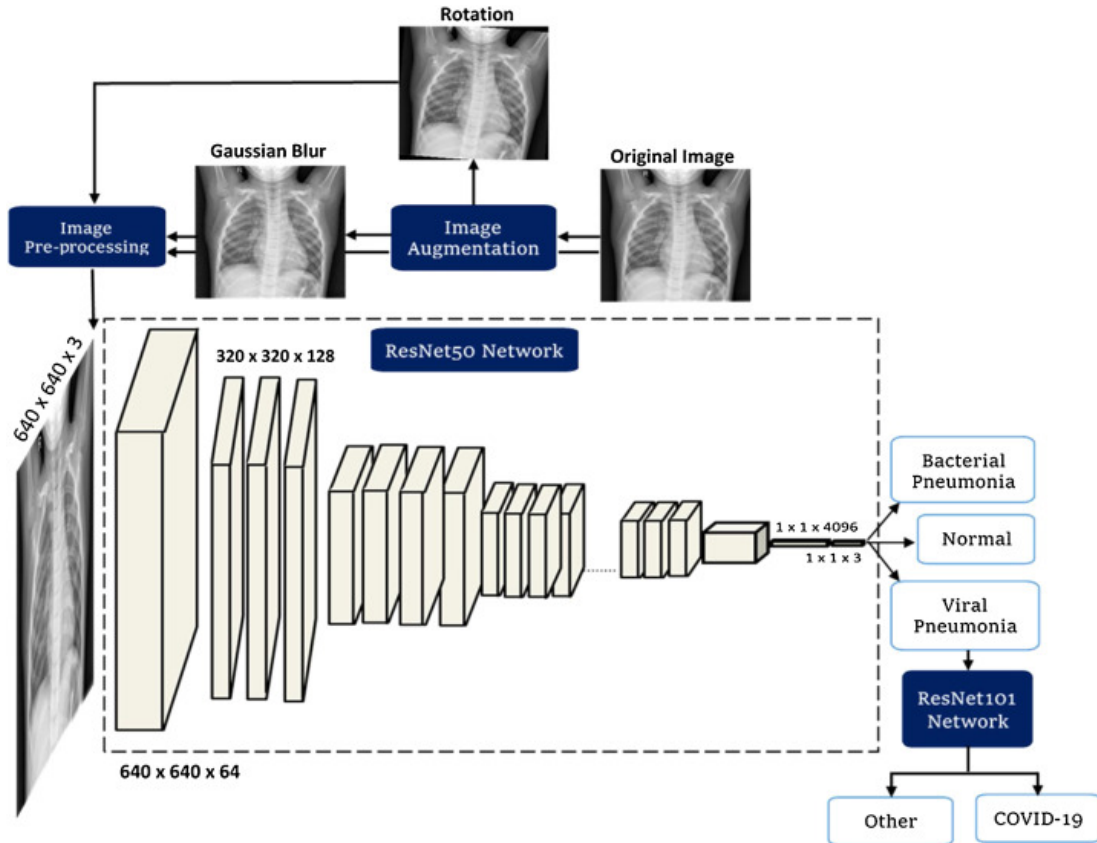 Rotation
Gaussian Blur
Original Image
Image
Pre-processing
Image
Augmentation
640 x 640 x 3
ResNet50 Network
320 x 320 x 128
640 x 640 x 64
1 x 1 x 4096
1 x 1 x 3
Bacterial
Pneumonia
Normal
Viral
Pneumonia
ResNet101
Network
Other
COVID-19